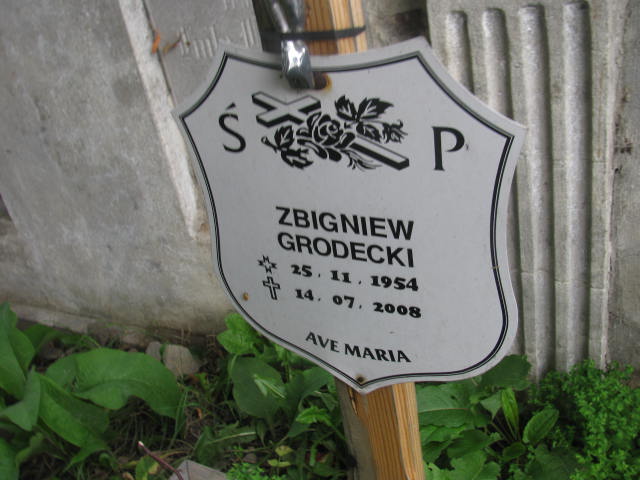 Ś P
ZBIGNIEW
GRODECKI
25 . 11 . 1954
14 . 07 . 2008
AVE MARIA